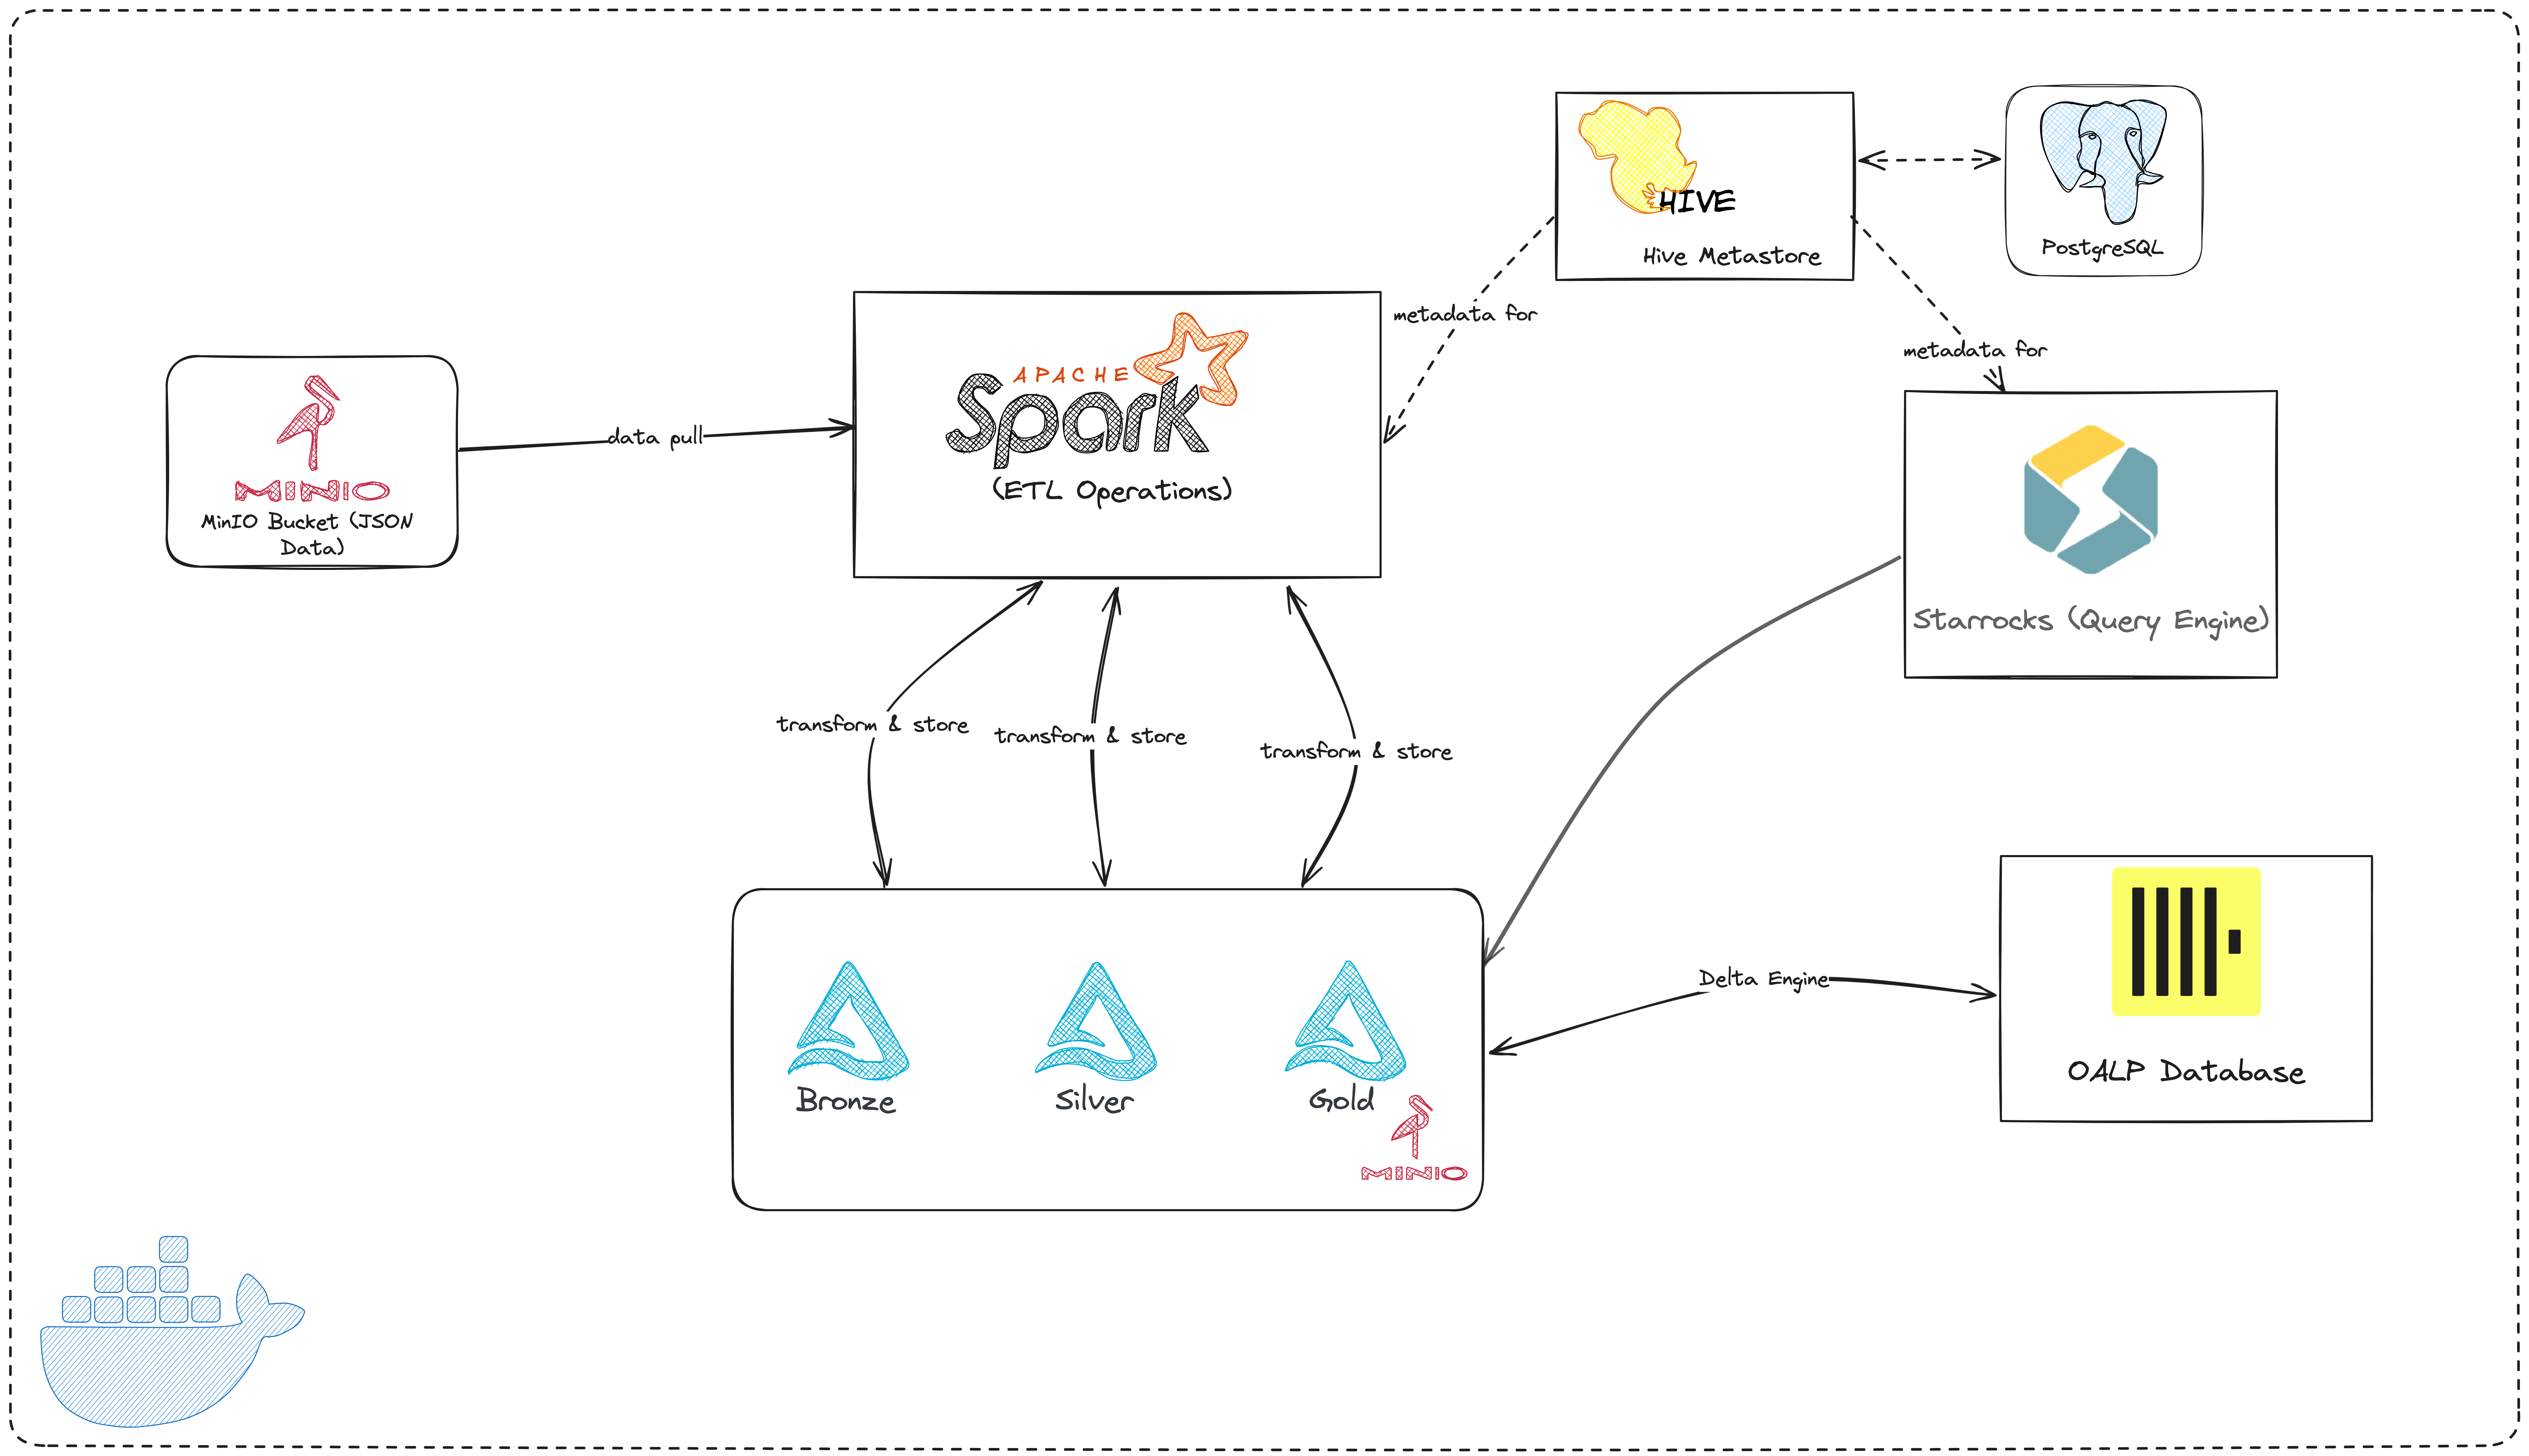 HIVE
Hive Metastore
PostgreSQL
metadata for
metadata for
APACHE
Spark
(ETL Operations)
MINIO
MinIO Bucket (JSON
Data)
data pull
Starrocks (Query Engine)
transform & store
transform & store
transform & store
Delta Engine
OALP Database
Bronze
Silver
Gold
MINIO